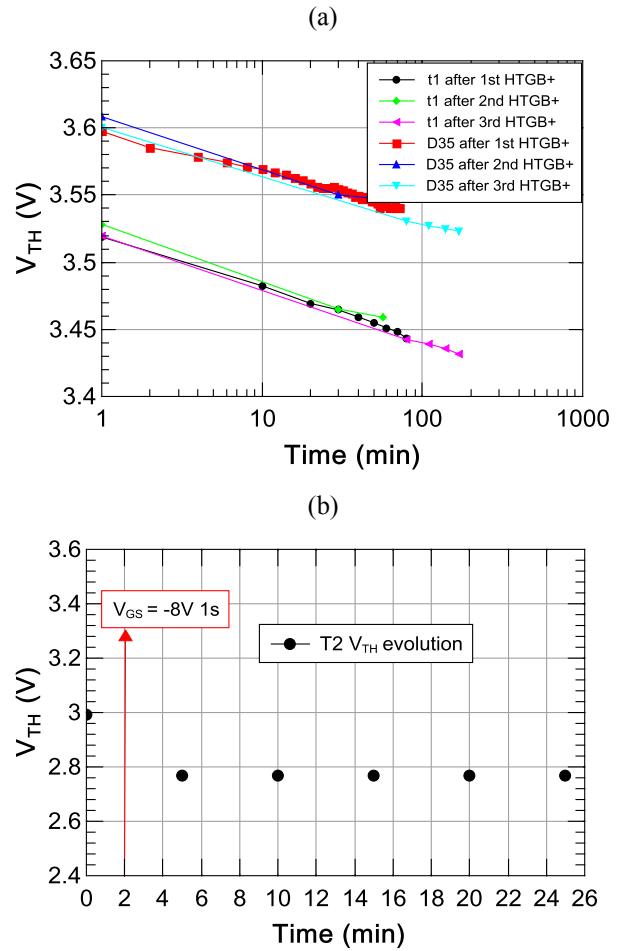 (a)
3.65
3.6
3.55
3.5
3.45
3.4
V_TH (V)
t1 after 1st HTGB+
t1 after 2nd HTGB+
t1 after 3rd HTGB+
D35 after 1st HTGB+
D35 after 2nd HTGB+
D35 after 3rd HTGB+
1 10 100 1000
Time (min)
(b)
3.6
3.4
3.2
3
2.8
2.6
2.4
V_TH (V)
V_GS = -8V 1s
T2 V_TH evolution
0 2 4 6 8 10 12 14 16 18 20 22 24 26
Time (min)